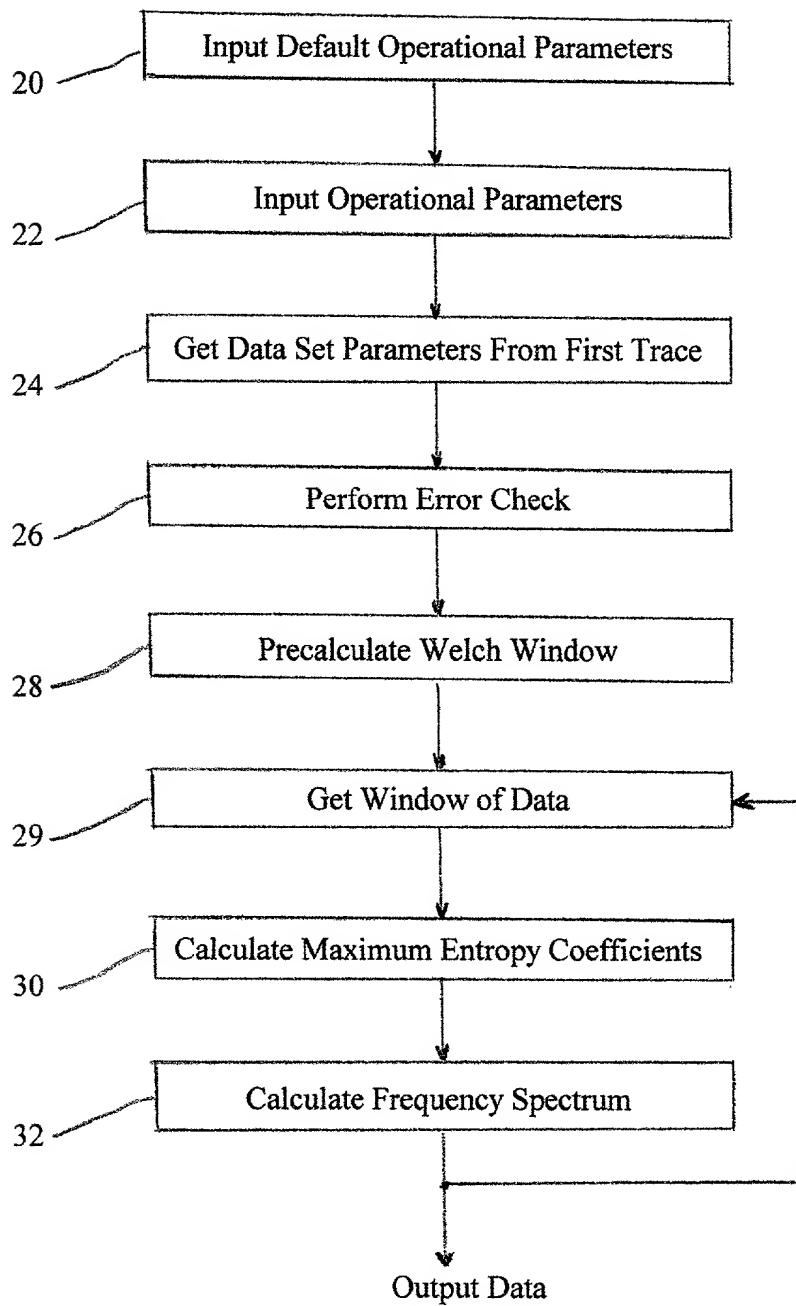 Input Default Operational Parameters
20
Input Operational Parameters
22
Get Data Set Parameters From First Trace
24
Perform Error Check
26
Precalculate Welch Window
28
Get Window of Data
29
Calculate Maximum Entropy Coefficients
30
Calculate Frequency Spectrum
32
Output Data